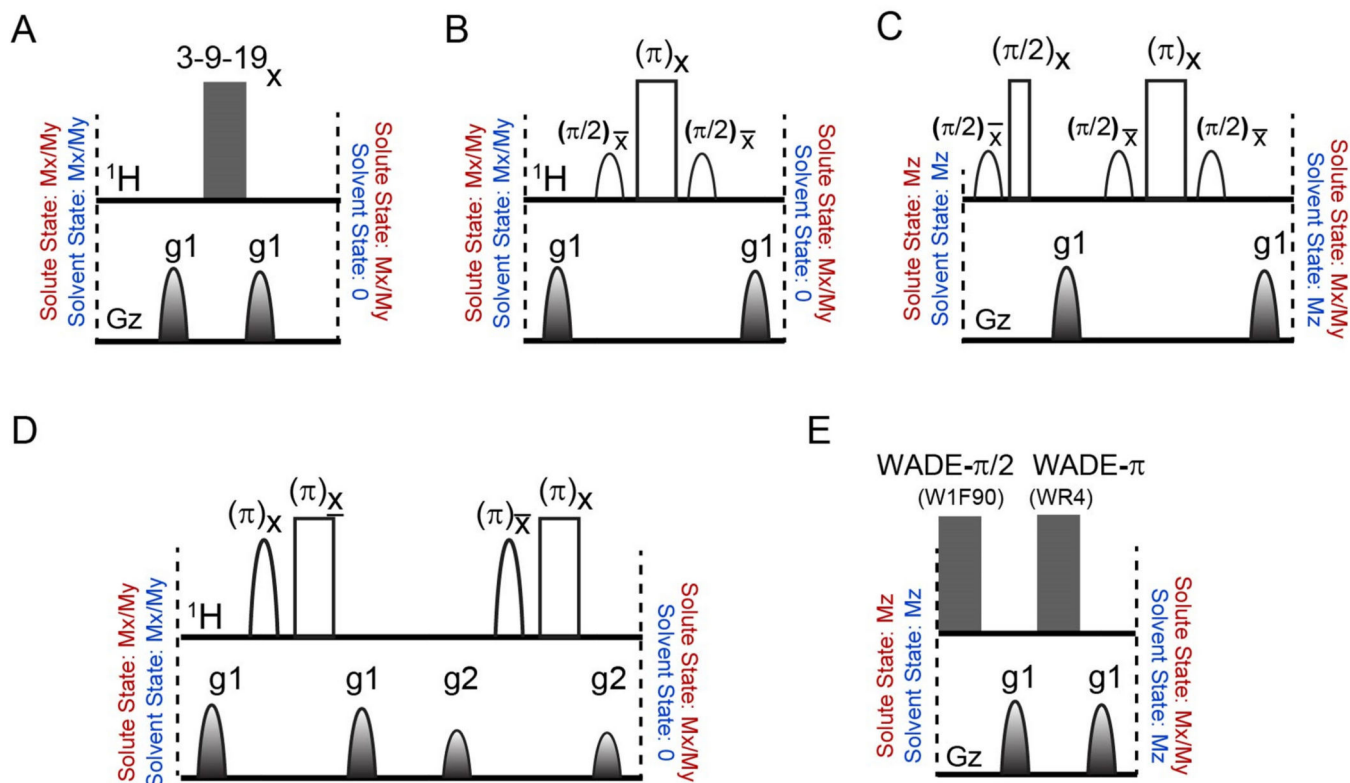 A
3-9-19x
Solute State: Mx/My
Solvent State: Mx/My
¹H
g1 g1
Gz
Solute State: Mx/My
Solvent State: 0
B
(π)x
(π/2)x̅ (π/2)x̅
Solute State: Mx/My
Solvent State: Mx/My
¹H
g1 g1
Gz
Solute State: Mx/My
Solvent State: 0
C
(π/2)x (π)x
(π/2)x̅ (π/2)x̅ (π/2)x̅
Solute State: Mz
Solvent State: Mz
g1 g1
Gz
Solute State: Mx/My
Solvent State: Mz
D
(π)x (π)x̅ (π)x̅ (π)x
Solute State: Mx/My
Solvent State: Mx/My
¹H
g1 g1 g2 g2
Solute State: Mx/My
Solvent State: 0
E
WADE-π/2 WADE-π
(W1F90) (WR4)
Solute State: Mz
Solvent State: Mz
g1 g1
Gz
Solute State: Mx/My
Solvent State: Mz